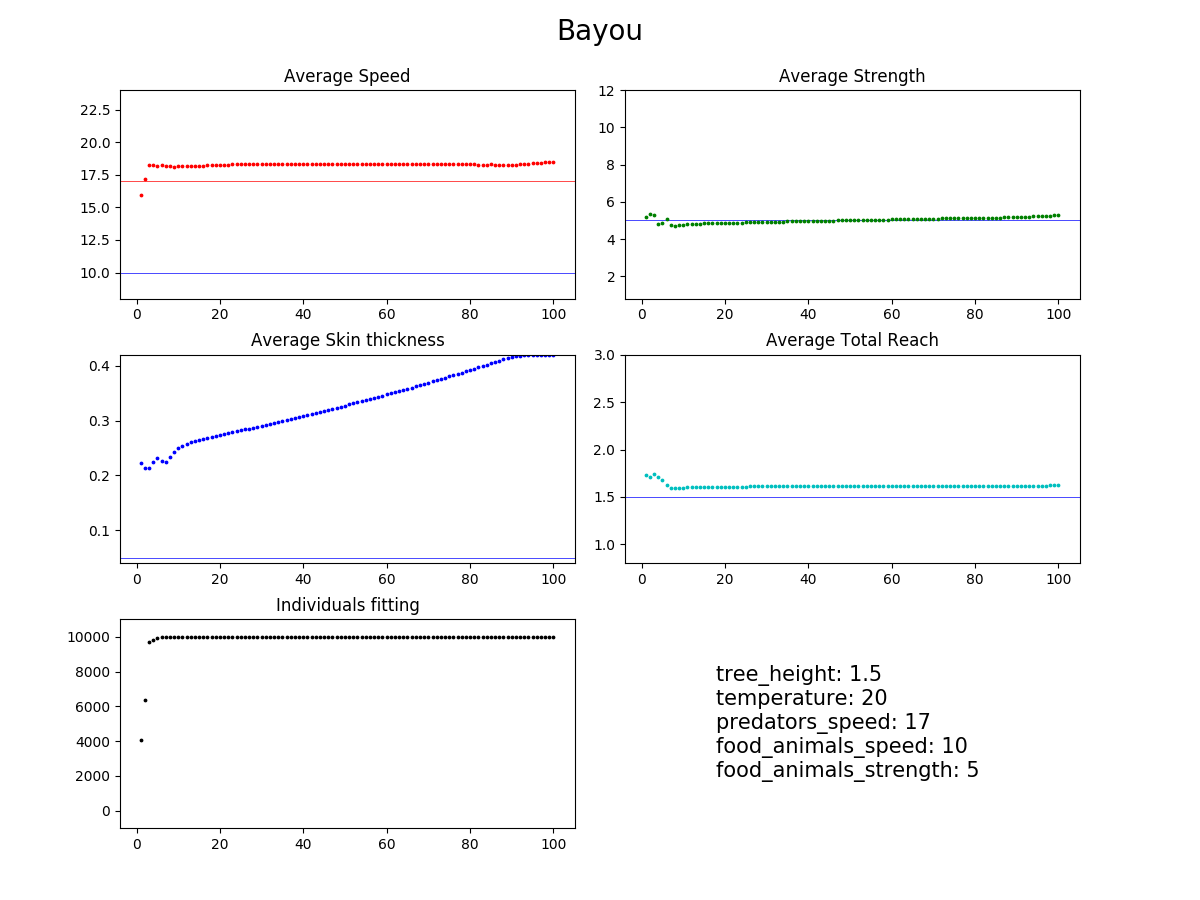 Bayou
Average Speed
22.5
20.0
17.5
15.0
12.5
10.0
0 20 40 60 80 100
Average Strength
12
10
8
6
4
2
0 20 40 60 80 100
Average Skin thickness
0.4
0.3
0.2
0.1
0 20 40 60 80 100
Average Total Reach
3.0
2.5
2.0
1.5
1.0
0 20 40 60 80 100
Individuals fitting
10000
8000
6000
4000
2000
0
0 20 40 60 80 100
tree_height: 1.5
temperature: 20
predators_speed: 17
food_animals_speed: 10
food_animals_strength: 5